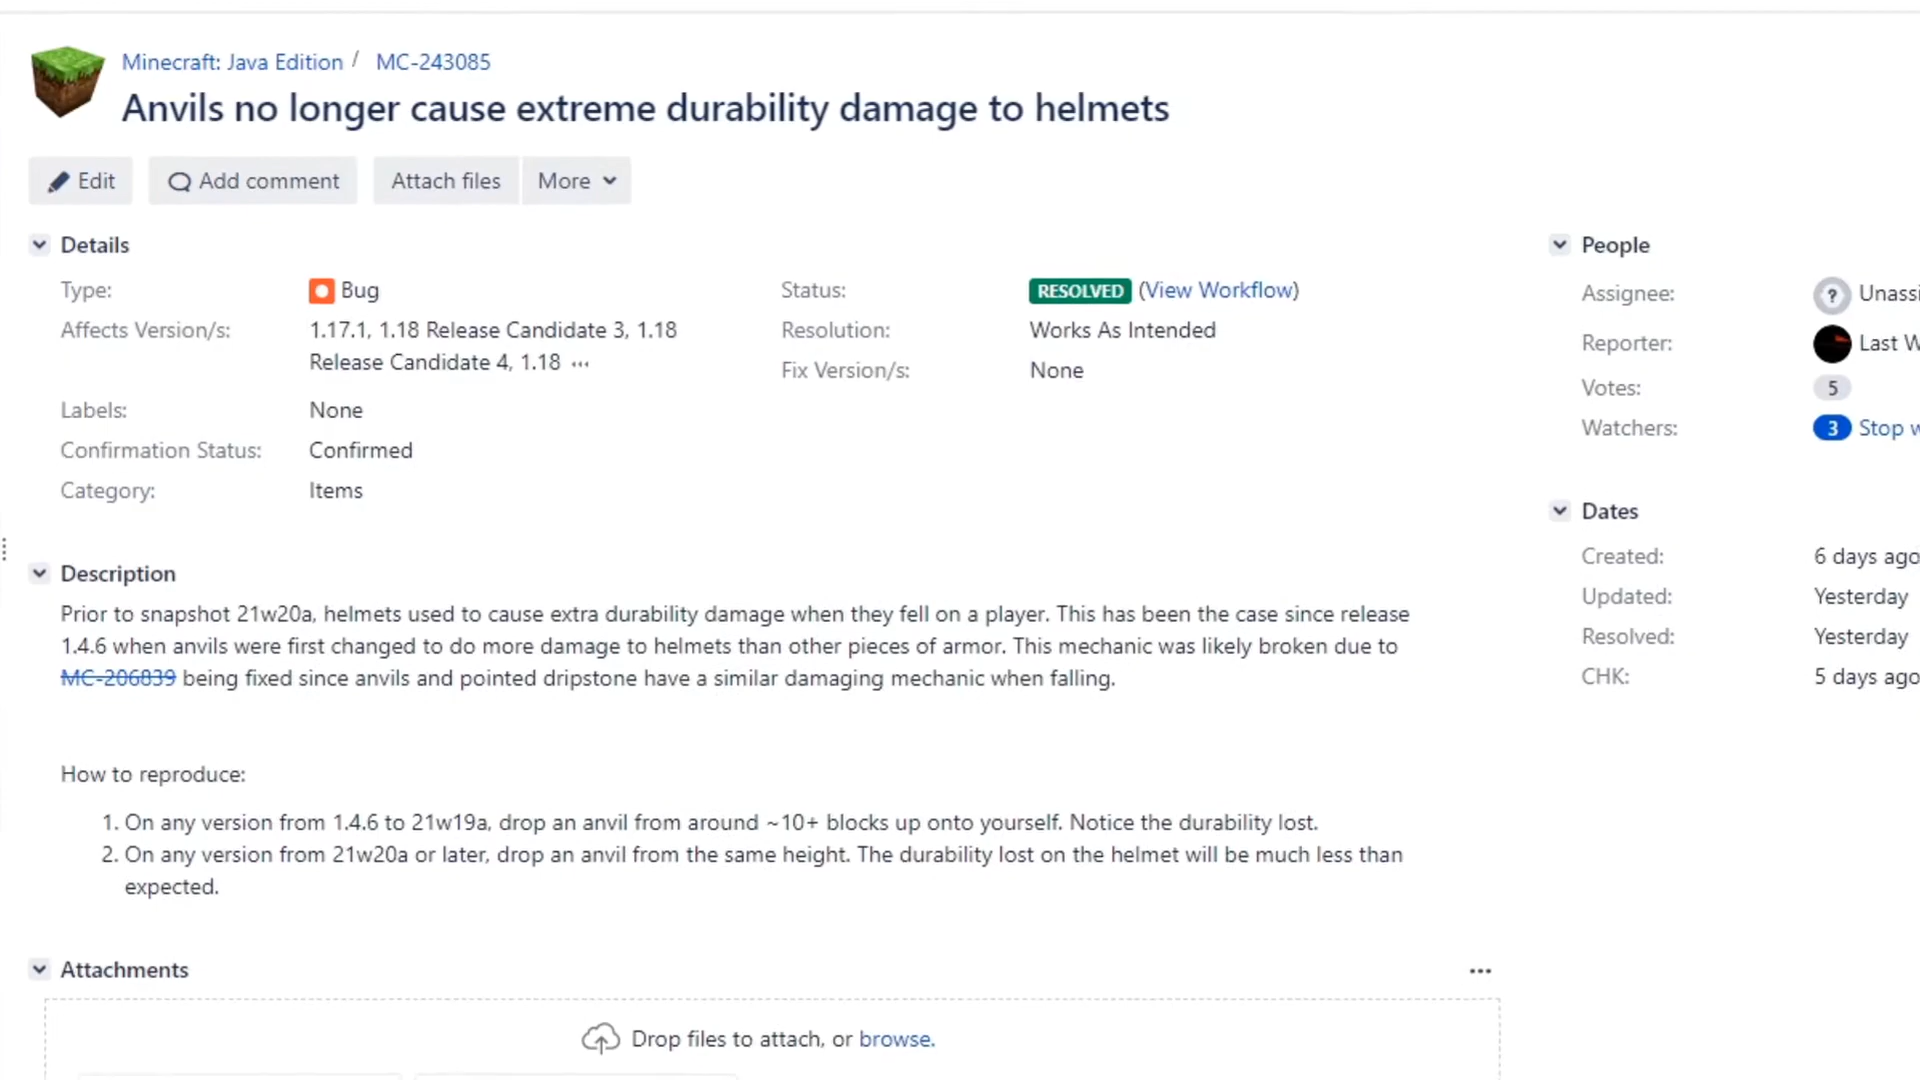 Minecraft: Java Edition / MC-243085
Anvils no longer cause extreme durability damage to helmets
Edit
Add comment
Attach files
More
Details
Type: Bug
Affects Version/s: 1.17.1, 1.18 Release Candidate 3, 1.18
Release Candidate 4, 1.18 ...
Labels: None
Confirmation Status: Confirmed
Category: Items
Status: RESOLVED (View Workflow)
Resolution: Works As Intended
Fix Version/s: None
Description
Prior to snapshot 21w20a, helmets used to cause extra durability damage when they fell on a player. This has been the case since release
1.4.6 when anvils were first changed to do more damage to helmets than other pieces of armor. This mechanic was likely broken due to
MC-206839 being fixed since anvils and pointed dripstone have a similar damaging mechanic when falling.
How to reproduce:
1. On any version from 1.4.6 to 21w19a, drop an anvil from around ~10+ blocks up onto yourself. Notice the durability lost.
2. On any version from 21w20a or later, drop an anvil from the same height. The durability lost on the helmet will be much less than
expected.
Attachments
Drop files to attach, or browse.
People
Assignee: ? Unassi
Reporter: Last W
Votes: 5
Watchers: 3 Stop w
Dates
Created: 6 days ago
Updated: Yesterday
Resolved: Yesterday
CHK: 5 days ago